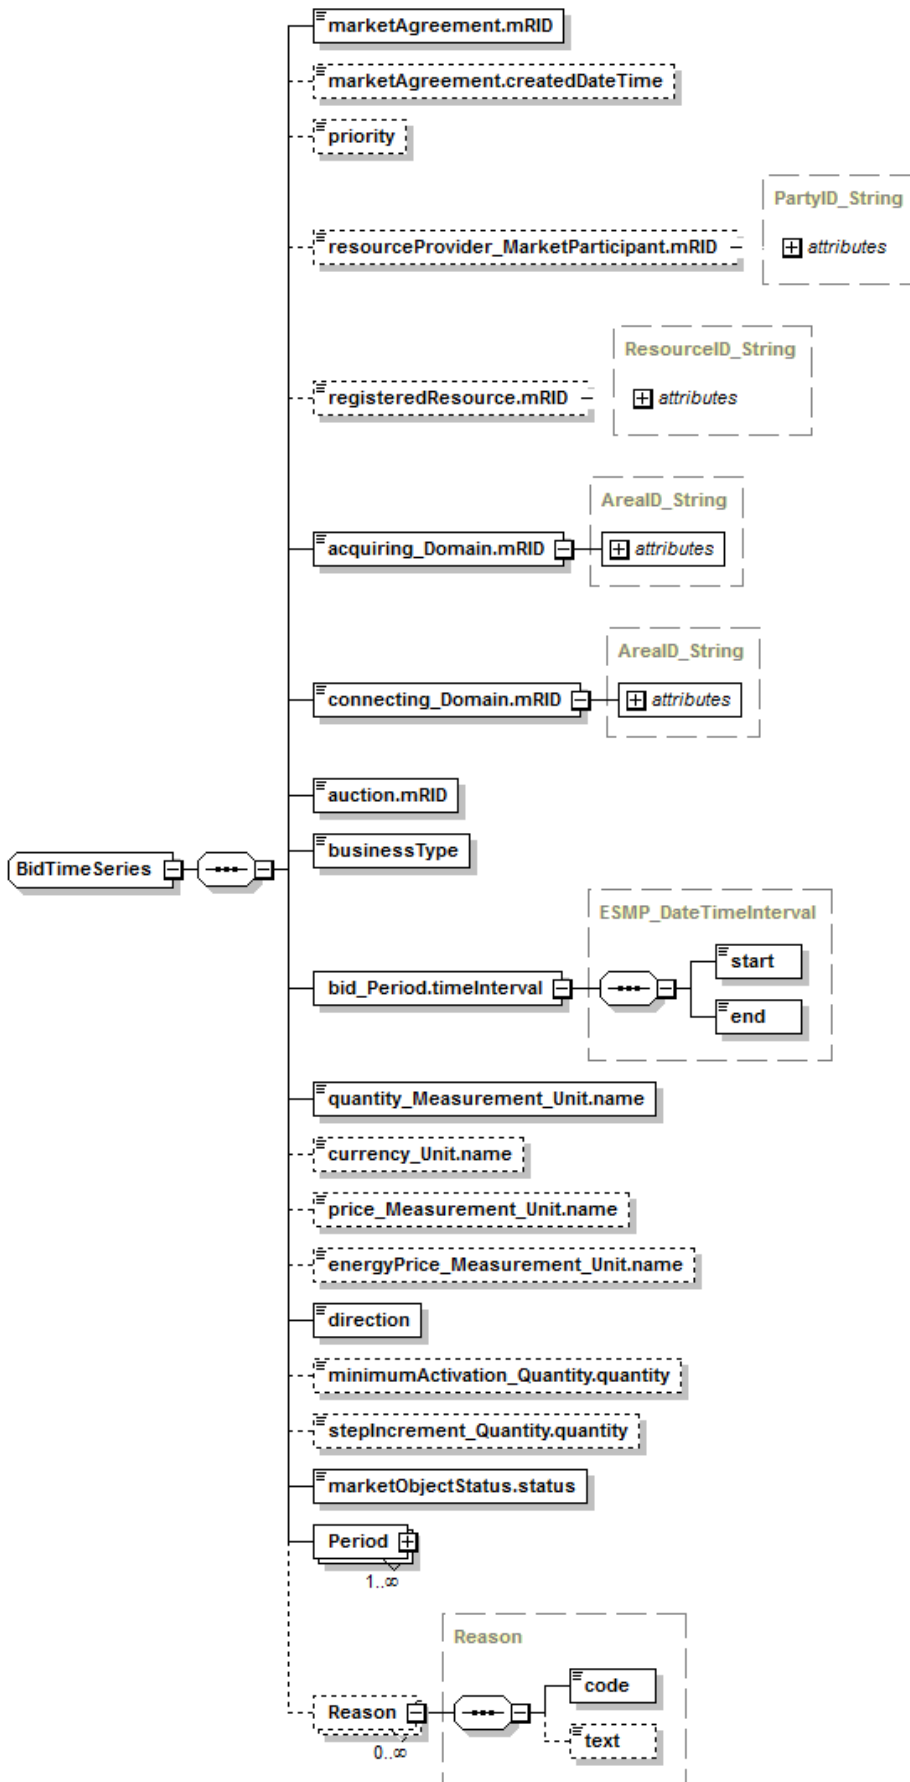 marketAgreement.mRID
marketAgreement.createdDateTime
priority
PartyID_String
resourceProvider_MarketParticipant.mRID
attributes
ResourceID_String
registeredResource.mRID
attributes
AreaID_String
acquiring_Domain.mRID
attributes
AreaID_String
connecting_Domain.mRID
attributes
auction.mRID
businessType
BidTimeSeries
ESMP_DateTimeInterval
start
bid_Period.timeInterval
end
quantity_Measurement_Unit.name
currency_Unit.name
price_Measurement_Unit.name
energyPrice_Measurement_Unit.name
direction
minimumActivation_Quantity.quantity
stepIncrement_Quantity.quantity
marketObjectStatus.status
Period
1..∞
Reason
code
Reason
text
0..∞